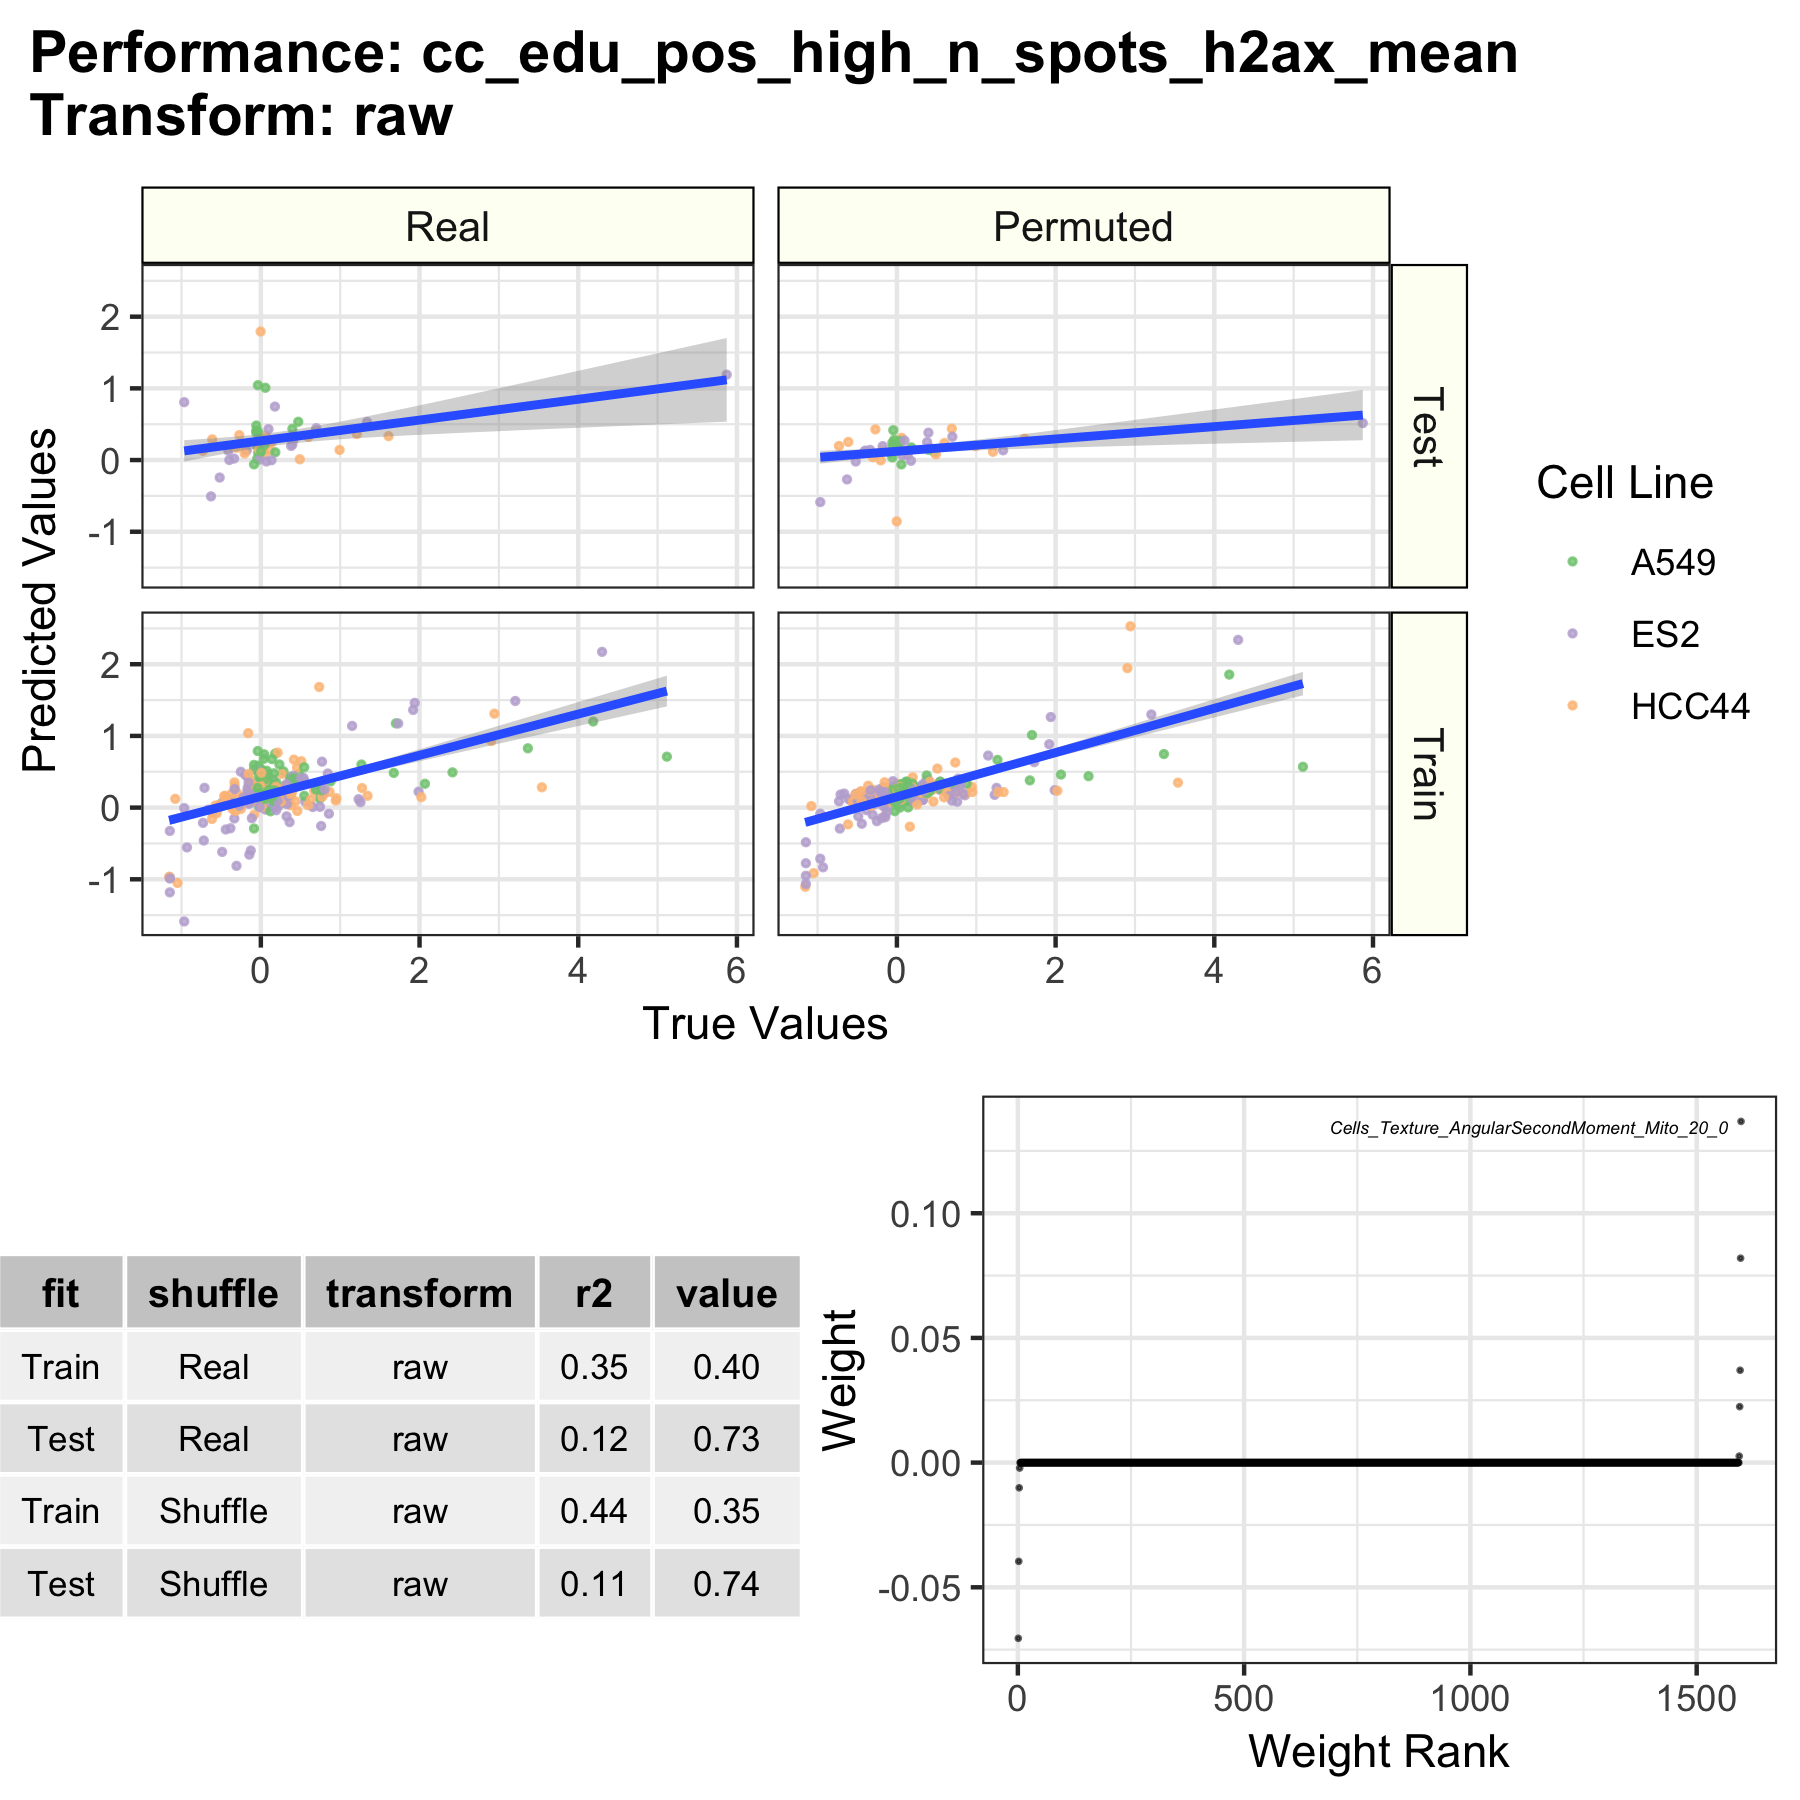 Performance: cc_edu_pos_high_n_spots_h2ax_mean
Transform: raw
Real
Permuted
2
1
0
-1
Test
2
1
0
-1
Train
0
2
4
6
0
2
4
6
Predicted Values
True Values
Cell Line
A549
ES2
HCC44
fit shuffle transform r2 value
Train Real raw 0.35 0.40
Test Real raw 0.12 0.73
Train Shuffle raw 0.44 0.35
Test Shuffle raw 0.11 0.74
Cells_Texture_AngularSecondMoment_Mito_20_0
0.10
0.05
0.00
-0.05
Weight
0
500
1000
1500
Weight Rank